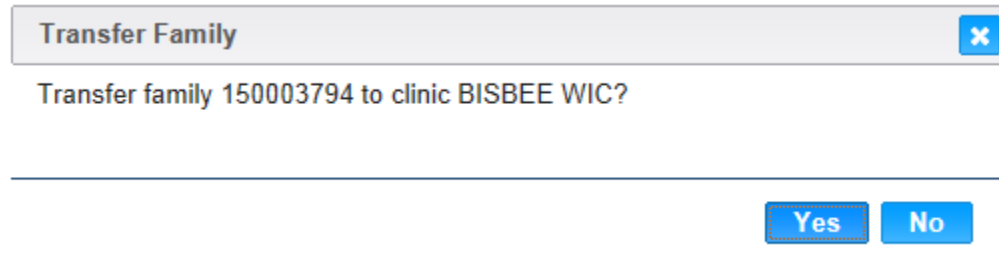 Transfer Family
Transfer family 150003794 to clinic BISBEE WIC?
Yes No